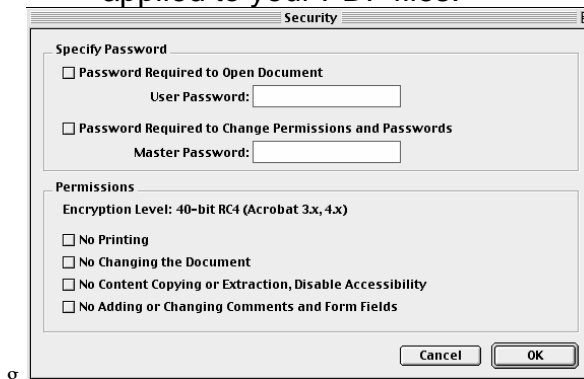 applied to your PDF files.
Security
Specify Password
Password Required to Open Document
User Password:
Password Required to Change Permissions and Passwords
Master Password:
Permissions
Encryption Level: 40-bit RC4 (Acrobat 3.x, 4.x)
No Printing
No Changing the Document
No Content Copying or Extraction, Disable Accessibility
No Adding or Changing Comments and Form Fields
Cancel OK
g